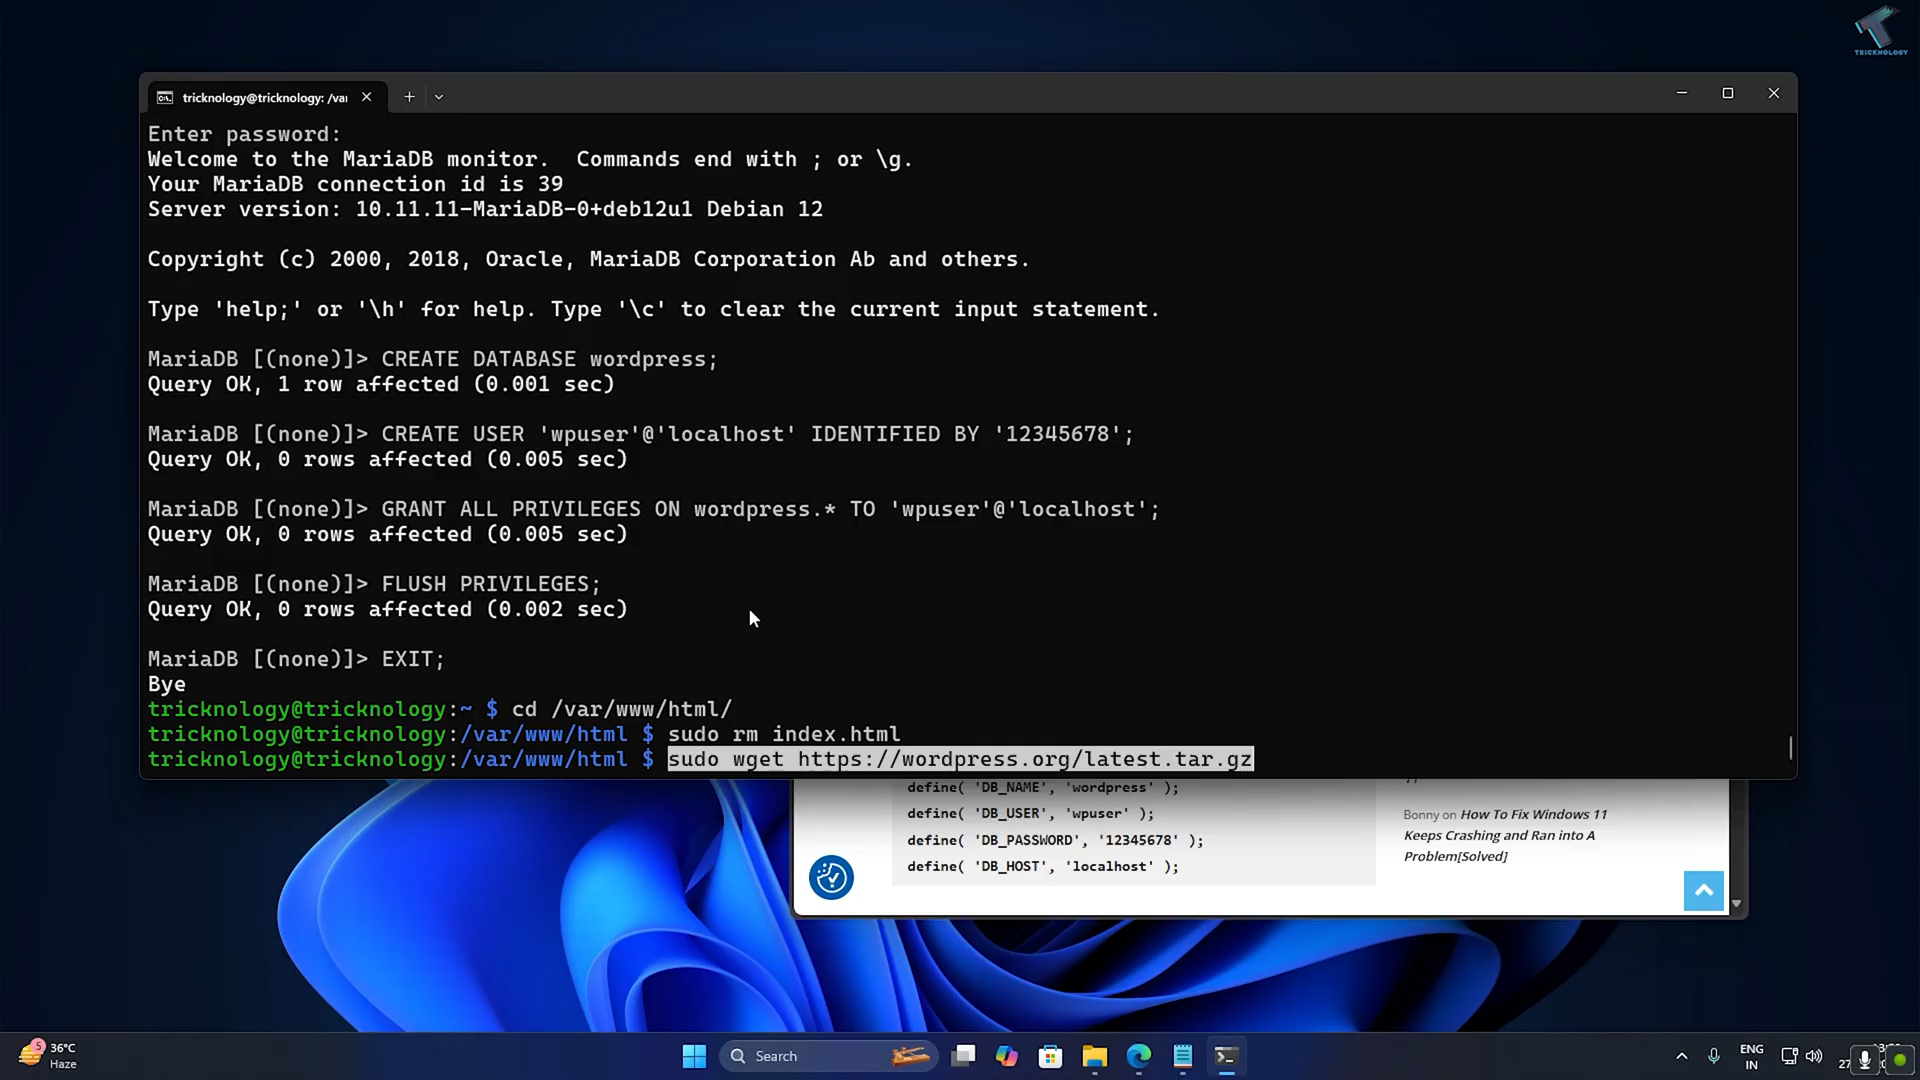 TRICKNOLOGY
tricknology@tricknology: /vai
Enter password:
Welcome to the MariaDB monitor.  Commands end with ; or \g.
Your MariaDB connection id is 39
Server version: 10.11.11-MariaDB-0+deb12u1 Debian 12
Copyright (c) 2000, 2018, Oracle, MariaDB Corporation Ab and others.
Type 'help;' or '\h' for help. Type '\c' to clear the current input statement.
MariaDB [(none)]> CREATE DATABASE wordpress;
Query OK, 1 row affected (0.001 sec)
MariaDB [(none)]> CREATE USER 'wpuser'@'localhost' IDENTIFIED BY '12345678';
Query OK, 0 rows affected (0.005 sec)
MariaDB [(none)]> GRANT ALL PRIVILEGES ON wordpress.* TO 'wpuser'@'localhost';
Query OK, 0 rows affected (0.005 sec)
MariaDB [(none)]> FLUSH PRIVILEGES;
Query OK, 0 rows affected (0.002 sec)
MariaDB [(none)]> EXIT;
Bye
tricknology@tricknology:~ $ cd /var/www/html/
tricknology@tricknology:/var/www/html $ sudo rm index.html
tricknology@tricknology:/var/www/html $ sudo wget https://wordpress.org/latest.tar.gz
define( 'DB_NAME', 'wordpress' );
define( 'DB_USER', 'wpuser' );
define( 'DB_PASSWORD', '12345678' );
define( 'DB_HOST', 'localhost' );
Bonny on How To Fix Windows 11
Keeps Crashing and Ran into A
Problem[Solved]
5
36°C
Haze
Search
ENG
IN
27